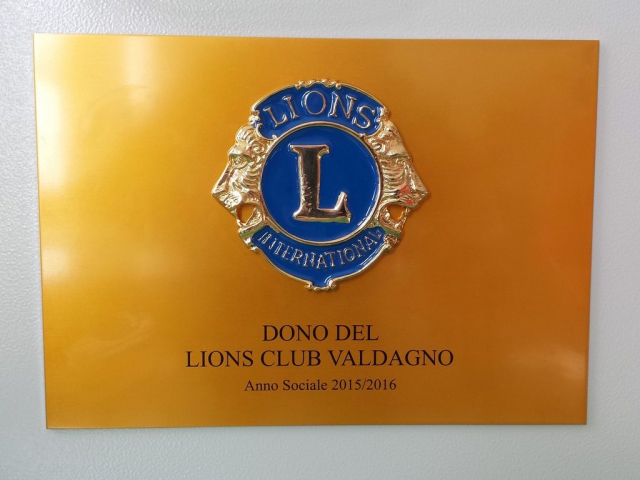 LIONS
L
INTERNATIONAL
DONO DEL
LIONS CLUB VALDAGNO
Anno Sociale 2015/2016